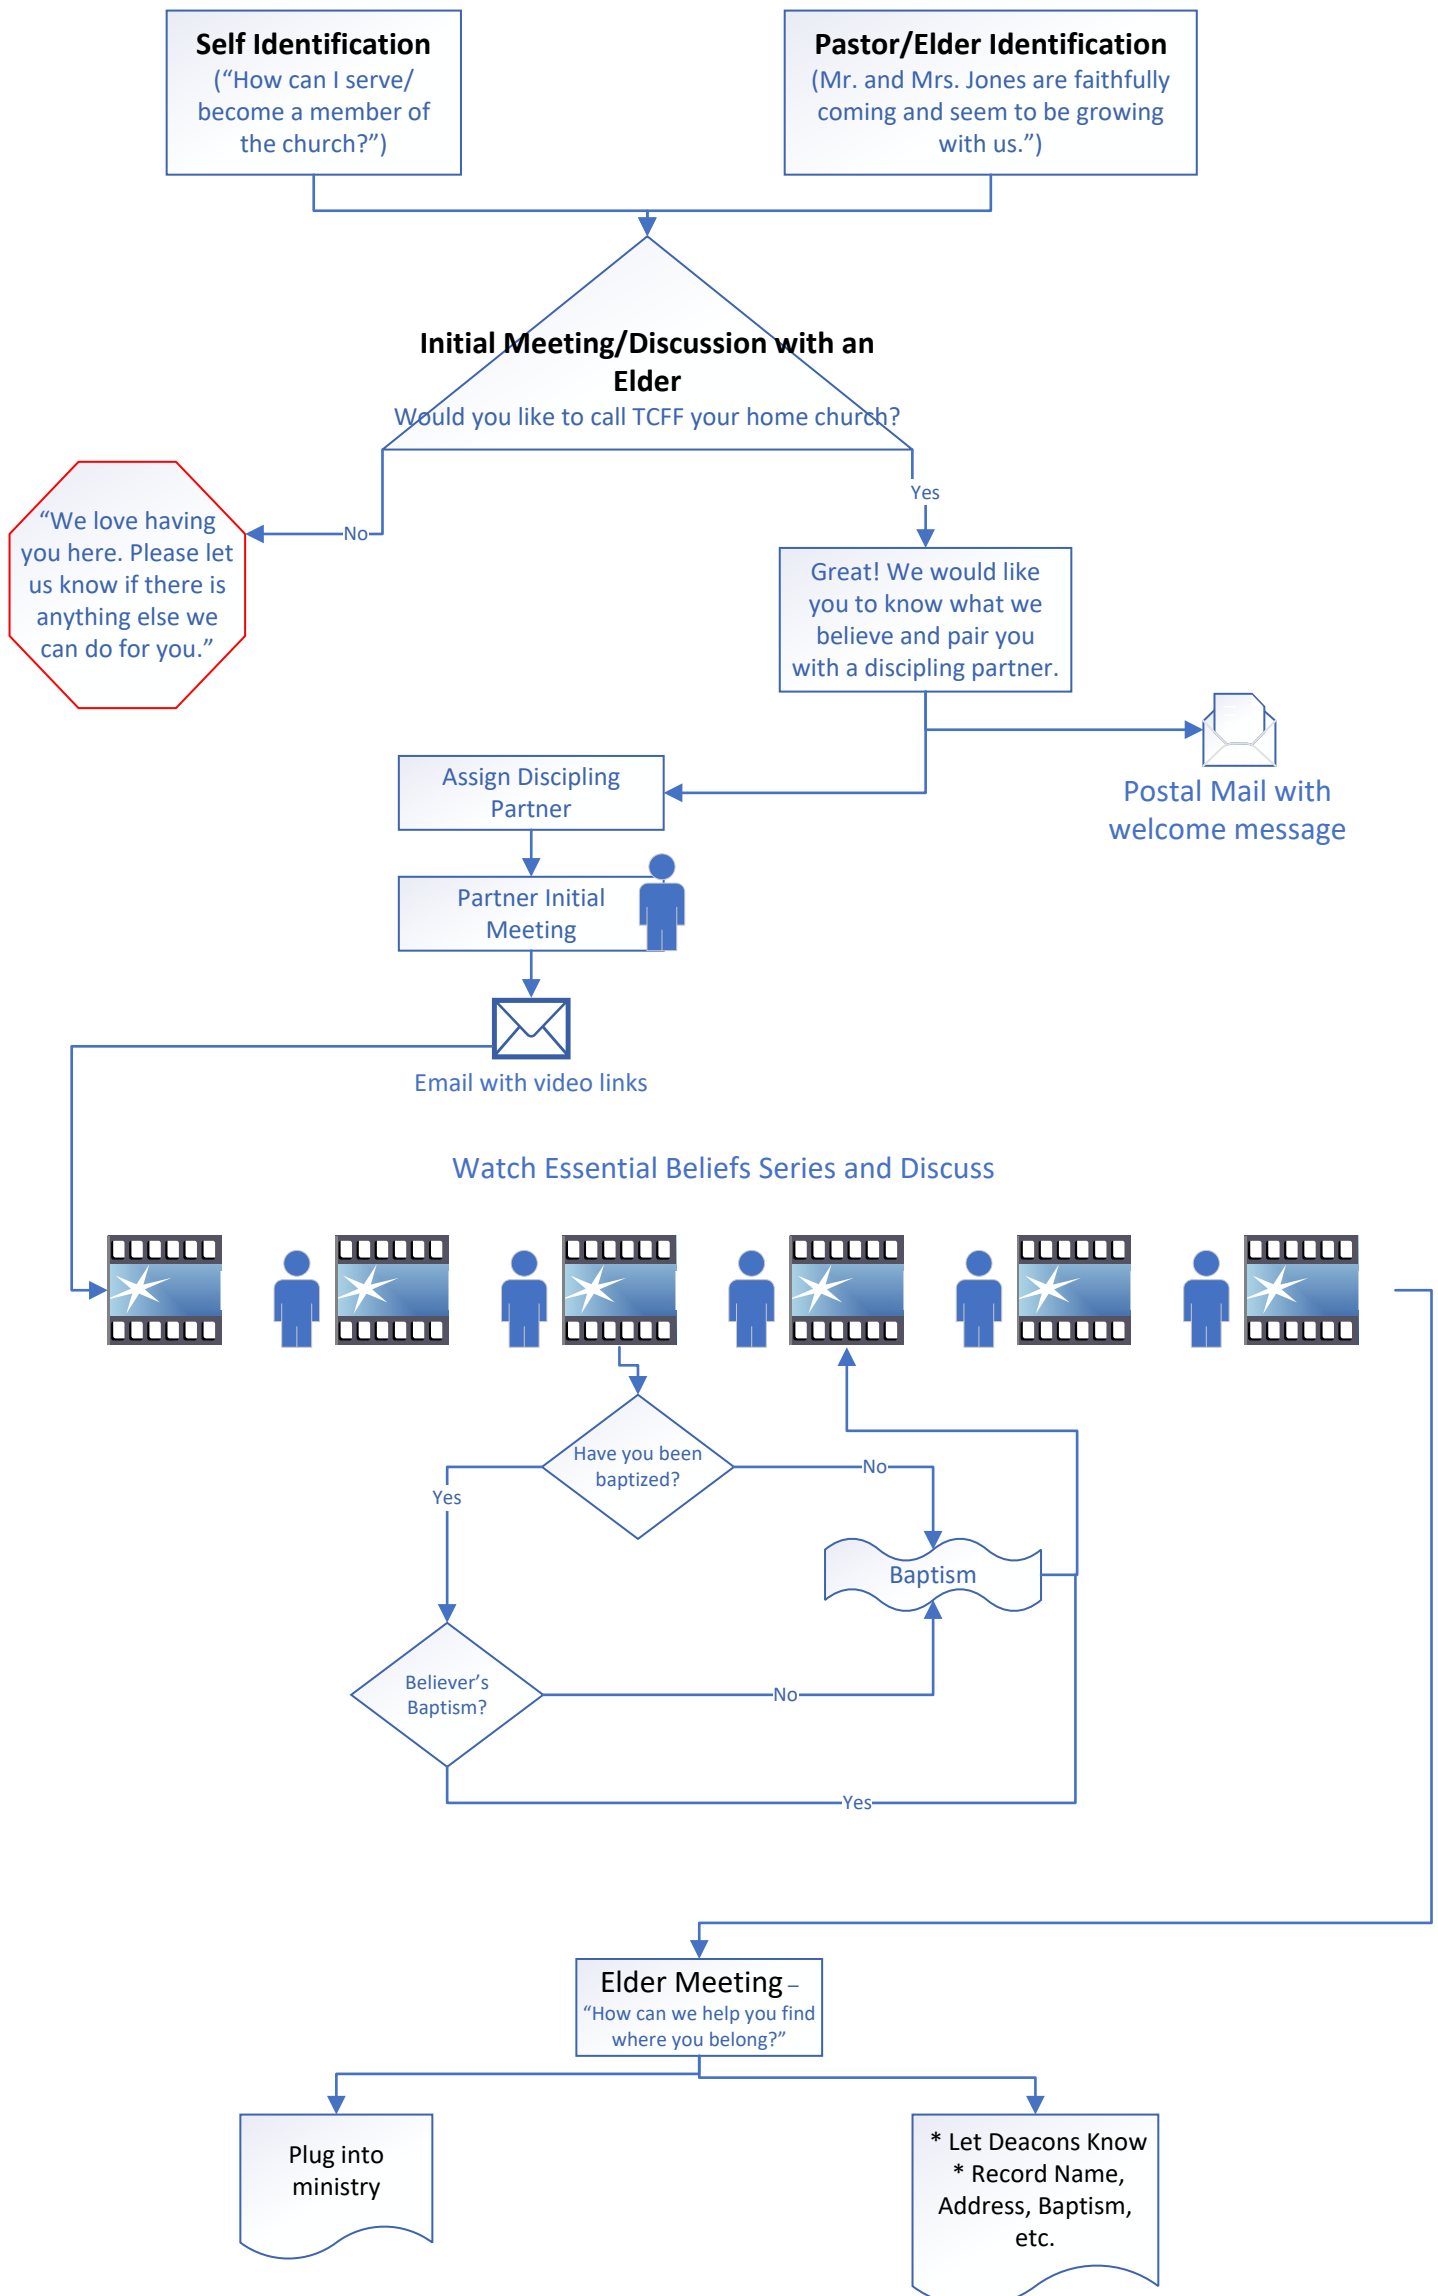 Self Identification
(“How can I serve/
become a member of
the church?”)
Pastor/Elder Identification
(Mr. and Mrs. Jones are faithfully
coming and seem to be growing
with us.”)
Initial Meeting/Discussion with an
Elder
Would you like to call TCFF your home church?
No
Yes
“We love having
you here. Please let
us know if there is
anything else we
can do for you.”
Great! We would like
you to know what we
believe and pair you
with a discipling partner.
Assign Discipling
Partner
Postal Mail with
welcome message
Partner Initial
Meeting
Email with video links
Watch Essential Beliefs Series and Discuss
Have you been
baptized?
No
Yes
Baptism
Believer’s
Baptism?
No
Yes
Elder Meeting –
“How can we help you find
where you belong?”
Plug into
ministry
* Let Deacons Know
* Record Name,
Address, Baptism,
etc.